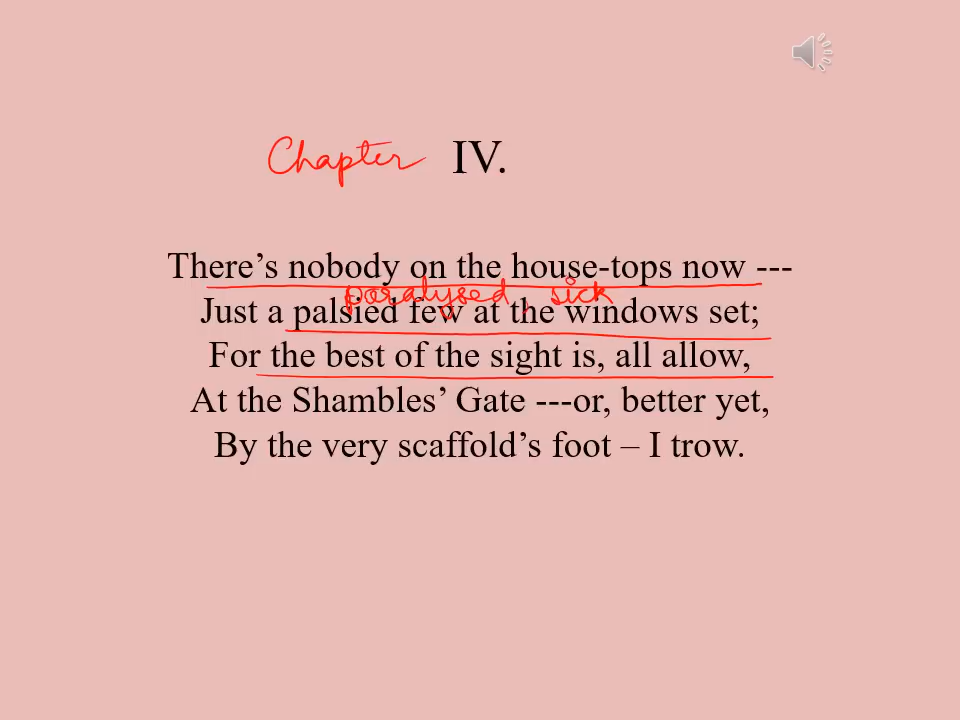 Chapter IV.
There’s nobody on the house-tops now ---
paralysed, sick
Just a palsied few at the windows set;
For the best of the sight is, all allow,
At the Shambles’ Gate ---or, better yet,
By the very scaffold’s foot – I trow.